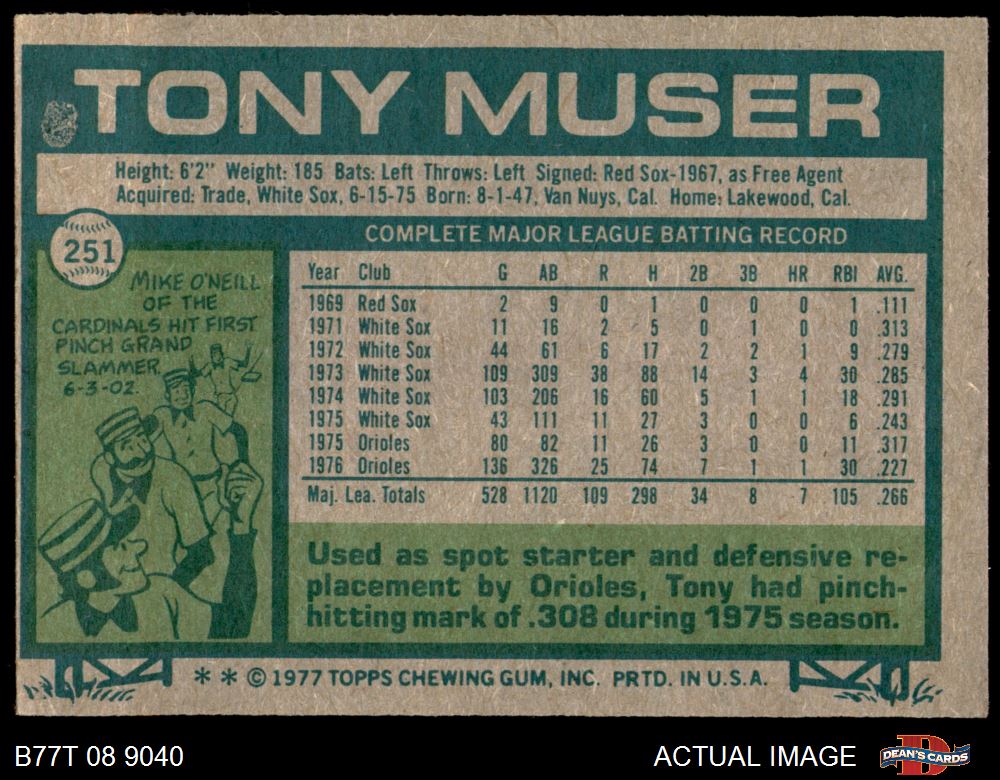 TONY MUSER
Height: 6'2" Weight: 185 Bats: Left Throws: Left Signed: Red Sox-1967, as Free Agent
Acquired: Trade, White Sox, 6-15-75 Born: 8-1-47, Van Nuys, Cal. Home: Lakewood, Cal.
251
MIKE O'NEILL
OF THE
CARDINALS HIT FIRST
PINCH GRAND
SLAMMER
6-3-02.
COMPLETE MAJOR LEAGUE BATTING RECORD
Year Club G AB R H 2B 3B HR RBI AVG.
1969 Red Sox 2 9 0 1 0 0 0 1 .111
1971 White Sox 11 16 2 5 0 1 0 0 .313
1972 White Sox 44 61 6 17 2 2 1 9 .279
1973 White Sox 109 309 38 88 14 3 4 30 .285
1974 White Sox 103 206 16 60 5 1 1 18 .291
1975 White Sox 43 111 11 27 3 0 0 6 .243
1975 Orioles 80 82 11 26 3 0 0 11 .317
1976 Orioles 136 326 25 74 7 1 1 30 .227
Maj. Lea. Totals 528 1120 109 298 34 8 7 105 .266
Used as spot starter and defensive re-
placement by Orioles, Tony had pinch-
hitting mark of .308 during 1975 season.
** © 1977 TOPPS CHEWING GUM, INC. PRTD. IN U.S.A.
B77T 08 9040
ACTUAL IMAGE
D
DEAN'S CARDS